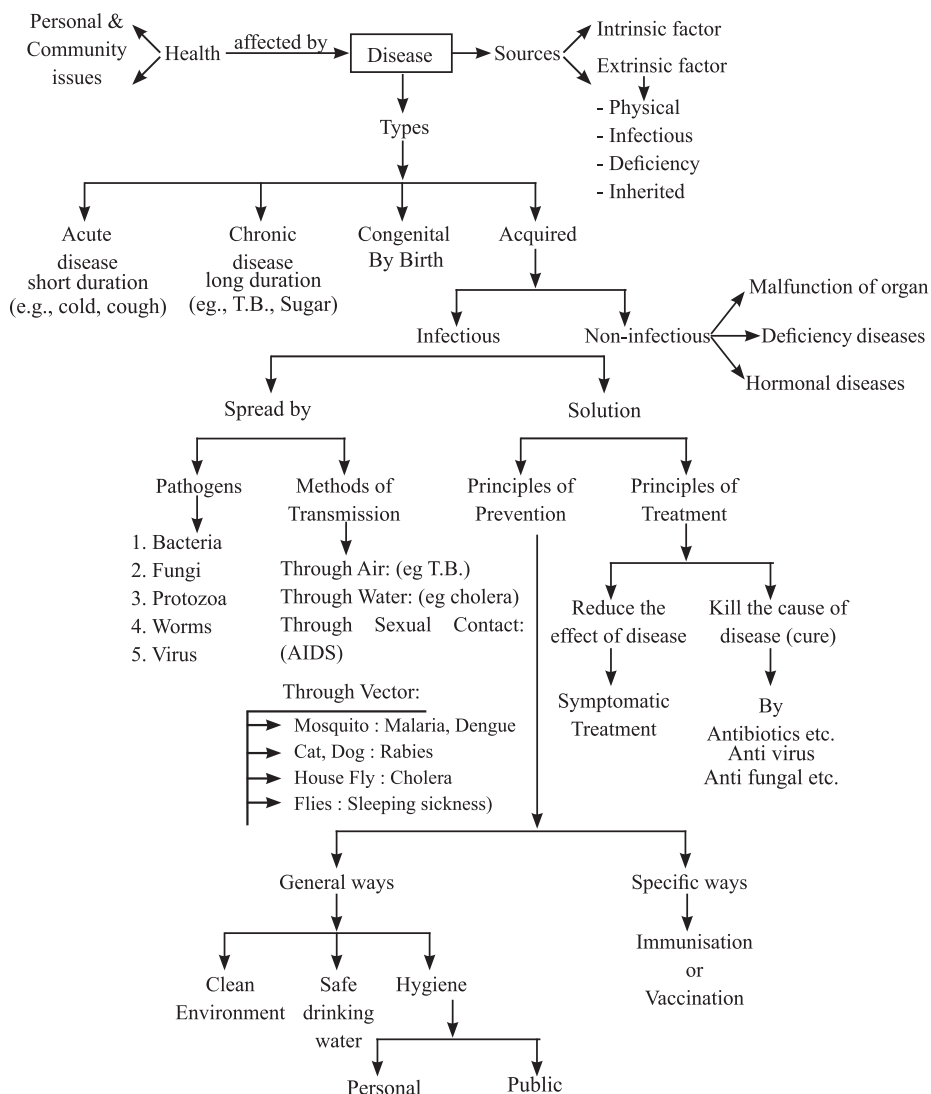 Personal &
Community
issues
Health
affected by
Disease
Sources
Intrinsic factor
Extrinsic factor
- Physical
- Infectious
- Deficiency
- Inherited
Types
Acute
disease
short duration
(e.g., cold, cough)
Chronic
disease
long duration
(eg., T.B., Sugar)
Congenital
By Birth
Acquired
Infectious
Non-infectious
Malfunction of organ
Deficiency diseases
Hormonal diseases
Spread by
Solution
Pathogens
1. Bacteria
2. Fungi
3. Protozoa
4. Worms
5. Virus
Methods of
Transmission
Through Air: (eg T.B.)
Through Water: (eg cholera)
Through Sexual Contact:
(AIDS)
Through Vector:
Mosquito : Malaria, Dengue
Cat, Dog : Rabies
House Fly : Cholera
Flies : Sleeping sickness)
Principles of
Prevention
Principles of
Treatment
Reduce the
effect of disease
Symptomatic
Treatment
Kill the cause of
disease (cure)
By
Antibiotics etc.
Anti virus
Anti fungal etc.
General ways
Specific ways
Clean
Environment
Safe
drinking
water
Hygiene
Immunisation
or
Vaccination
Personal
Public